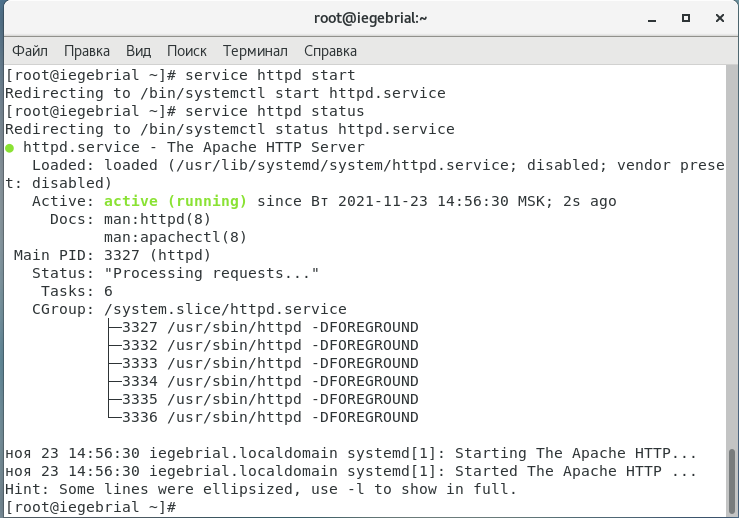 root@iegebrial:~
Файл Правка Вид Поиск Терминал Справка
[root@iegebrial ~]# service httpd start
Redirecting to /bin/systemctl start httpd.service
[root@iegebrial ~]# service httpd status
Redirecting to /bin/systemctl status httpd.service
● httpd.service - The Apache HTTP Server
   Loaded: loaded (/usr/lib/systemd/system/httpd.service; disabled; vendor prese
t: disabled)
   Active: active (running) since Вт 2021-11-23 14:56:30 MSK; 2s ago
     Docs: man:httpd(8)
           man:apachectl(8)
 Main PID: 3327 (httpd)
   Status: "Processing requests..."
    Tasks: 6
   CGroup: /system.slice/httpd.service
           ├─3327 /usr/sbin/httpd -DFOREGROUND
           ├─3332 /usr/sbin/httpd -DFOREGROUND
           ├─3333 /usr/sbin/httpd -DFOREGROUND
           ├─3334 /usr/sbin/httpd -DFOREGROUND
           ├─3335 /usr/sbin/httpd -DFOREGROUND
           └─3336 /usr/sbin/httpd -DFOREGROUND

ноя 23 14:56:30 iegebrial.localdomain systemd[1]: Starting The Apache HTTP...
ноя 23 14:56:30 iegebrial.localdomain systemd[1]: Started The Apache HTTP ...
Hint: Some lines were ellipsized, use -l to show in full.
[root@iegebrial ~]#